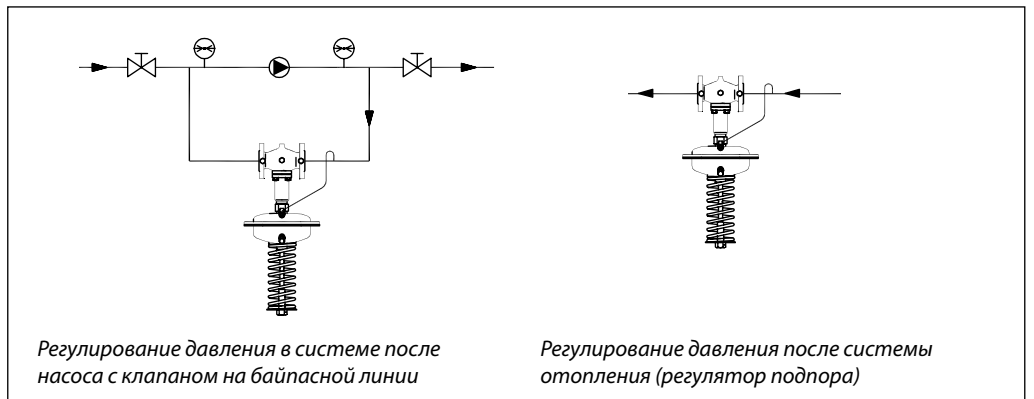 Регулирование давления в системе после
насоса с клапаном на байпасной линии
Регулирование давления после системы
отопления (регулятор подпора)